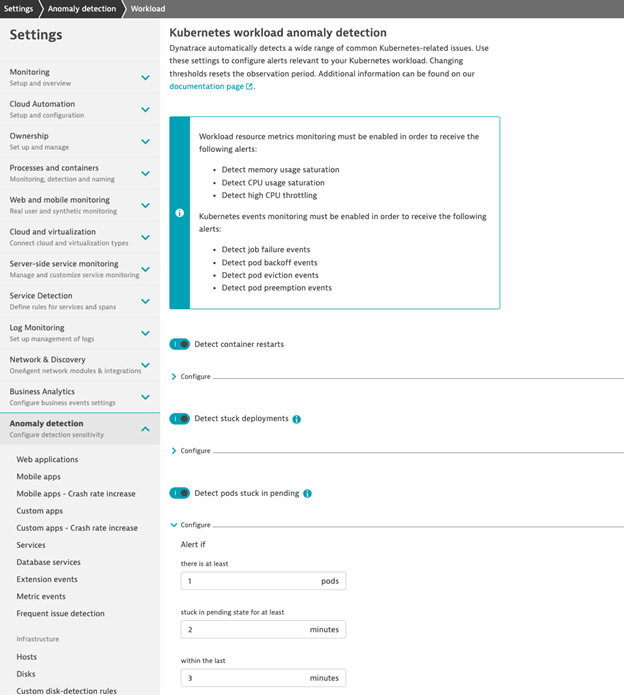 Settings
Anomaly detection
Workload
Settings
Monitoring
Setup and overview
Cloud Automation
Setup and configuration
Ownership
Set up and manage
Processes and containers
Monitoring, detection and naming
Web and mobile monitoring
Real user and synthetic monitoring
Cloud and virtualization
Connect cloud and virtualization types
Server-side service monitoring
Manage and customize service monitoring
Service Detection
Define rules for services and spans
Log Monitoring
Set up management of logs
Network & Discovery
OneAgent network modules & integrations
Business Analytics
Configure business events settings
Anomaly detection
Configure detection sensitivity
Web applications
Mobile apps
Mobile apps - Crash rate increase
Custom apps
Custom apps - Crash rate increase
Services
Database services
Extension events
Metric events
Frequent issue detection
Infrastructure
Hosts
Disks
Custom disk-detection rules
Kubernetes workload anomaly detection
Dynatrace automatically detects a wide range of common Kubernetes-related issues. Use
these settings to configure alerts relevant to your Kubernetes workload. Changing
thresholds resets the observation period. Additional information can be found on our
documentation page.
Workload resource metrics monitoring must be enabled in order to receive the
following alerts:
• Detect memory usage saturation
• Detect CPU usage saturation
• Detect high CPU throttling
Kubernetes events monitoring must be enabled in order to receive the following
alerts:
• Detect job failure events
• Detect pod backoff events
• Detect pod eviction events
• Detect pod preemption events
Detect container restarts
Configure
Detect stuck deployments
Configure
Detect pods stuck in pending
Configure
Alert if
there is at least
1 pods
stuck in pending state for at least
2 minutes
within the last
3 minutes